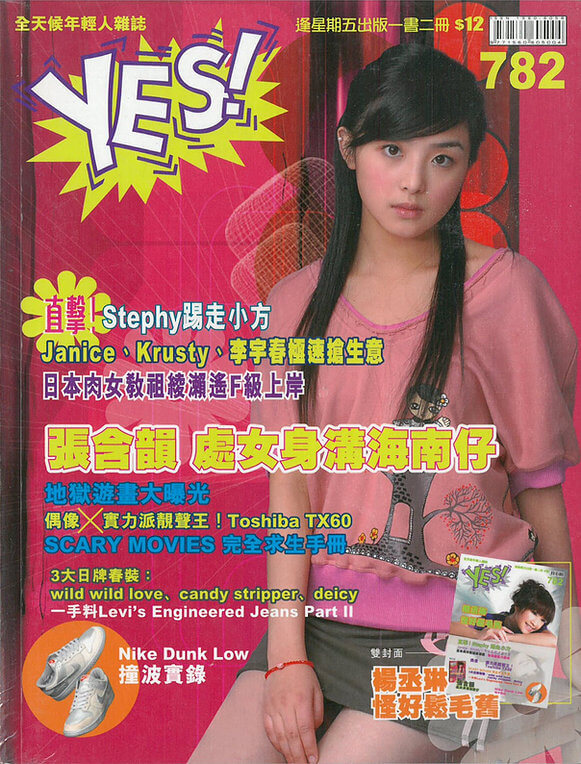 全天候年輕人雜誌
逢星期五出版一書二冊 $12
YES!
782
直擊! Stephy踢走小方
Janice、Krusty、李宇春極速搶生意
日本肉女教祖綾瀨遙F級上岸
張含韻 處女身溝海南仔
地獄遊畫大曝光
偶像×實力派靚聲王!Toshiba TX60
SCARY MOVIES 完全求生手冊
3大日牌春裝:
wild wild love、candy stripper、deicy
一手料Levi's Engineered Jeans Part II
Nike Dunk Low
撞波實錄
YES!
雙封面
楊丞琳
怪好鬆毛舊